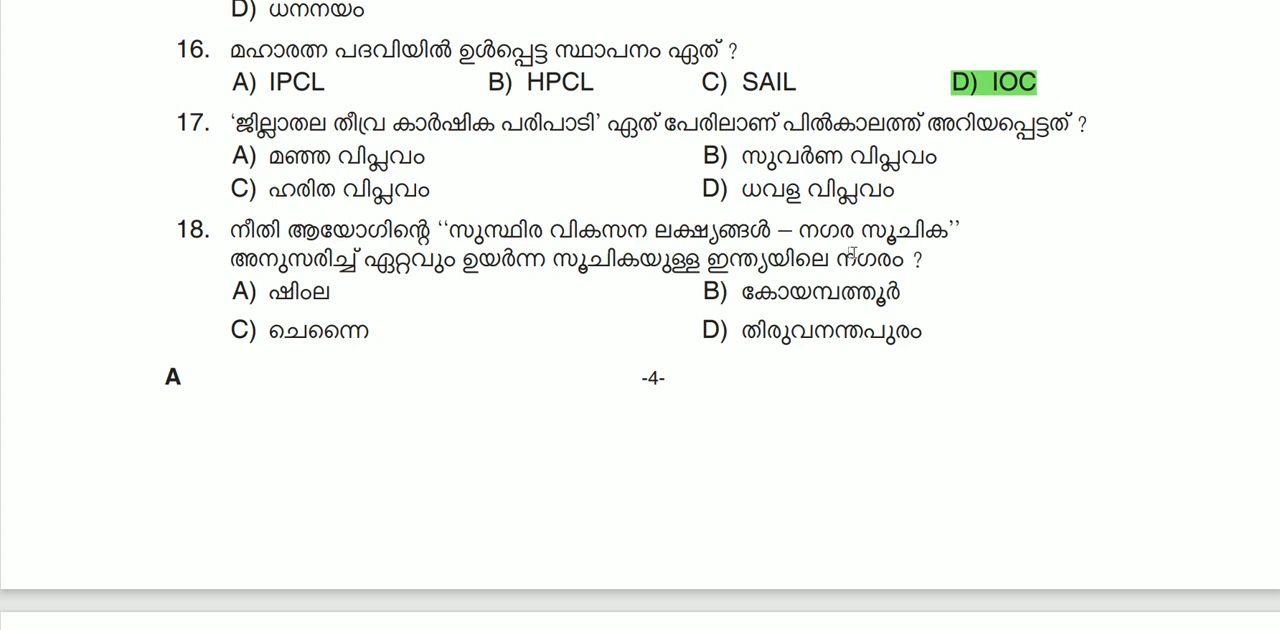 D) ധനനയം
16. മഹാരത്ന പദവിയിൽ ഉൾപ്പെട്ട സ്ഥാപനം ഏത് ?
A) IPCL B) HPCL C) SAIL D) IOC
17. ‘ജില്ലാതല തീവ്ര കാർഷിക പരിപാടി’ ഏത് പേരിലാണ് പിൽകാലത്ത് അറിയപ്പെട്ടത് ?
A) മഞ്ഞ വിപ്ലവം B) സുവർണ വിപ്ലവം
C) ഹരിത വിപ്ലവം D) ധവള വിപ്ലവം
18. നീതി ആയോഗിന്റെ ‘‘സുസ്ഥിര വികസന ലക്ഷ്യങ്ങൾ – നഗര സൂചിക’’
അനുസരിച്ച് ഏറ്റവും ഉയർന്ന സൂചികയുള്ള ഇന്ത്യയിലെ നഗരം ?
A) ഷിംല B) കോയമ്പത്തൂർ
C) ചെന്നൈ D) തിരുവനന്തപുരം
A -4-